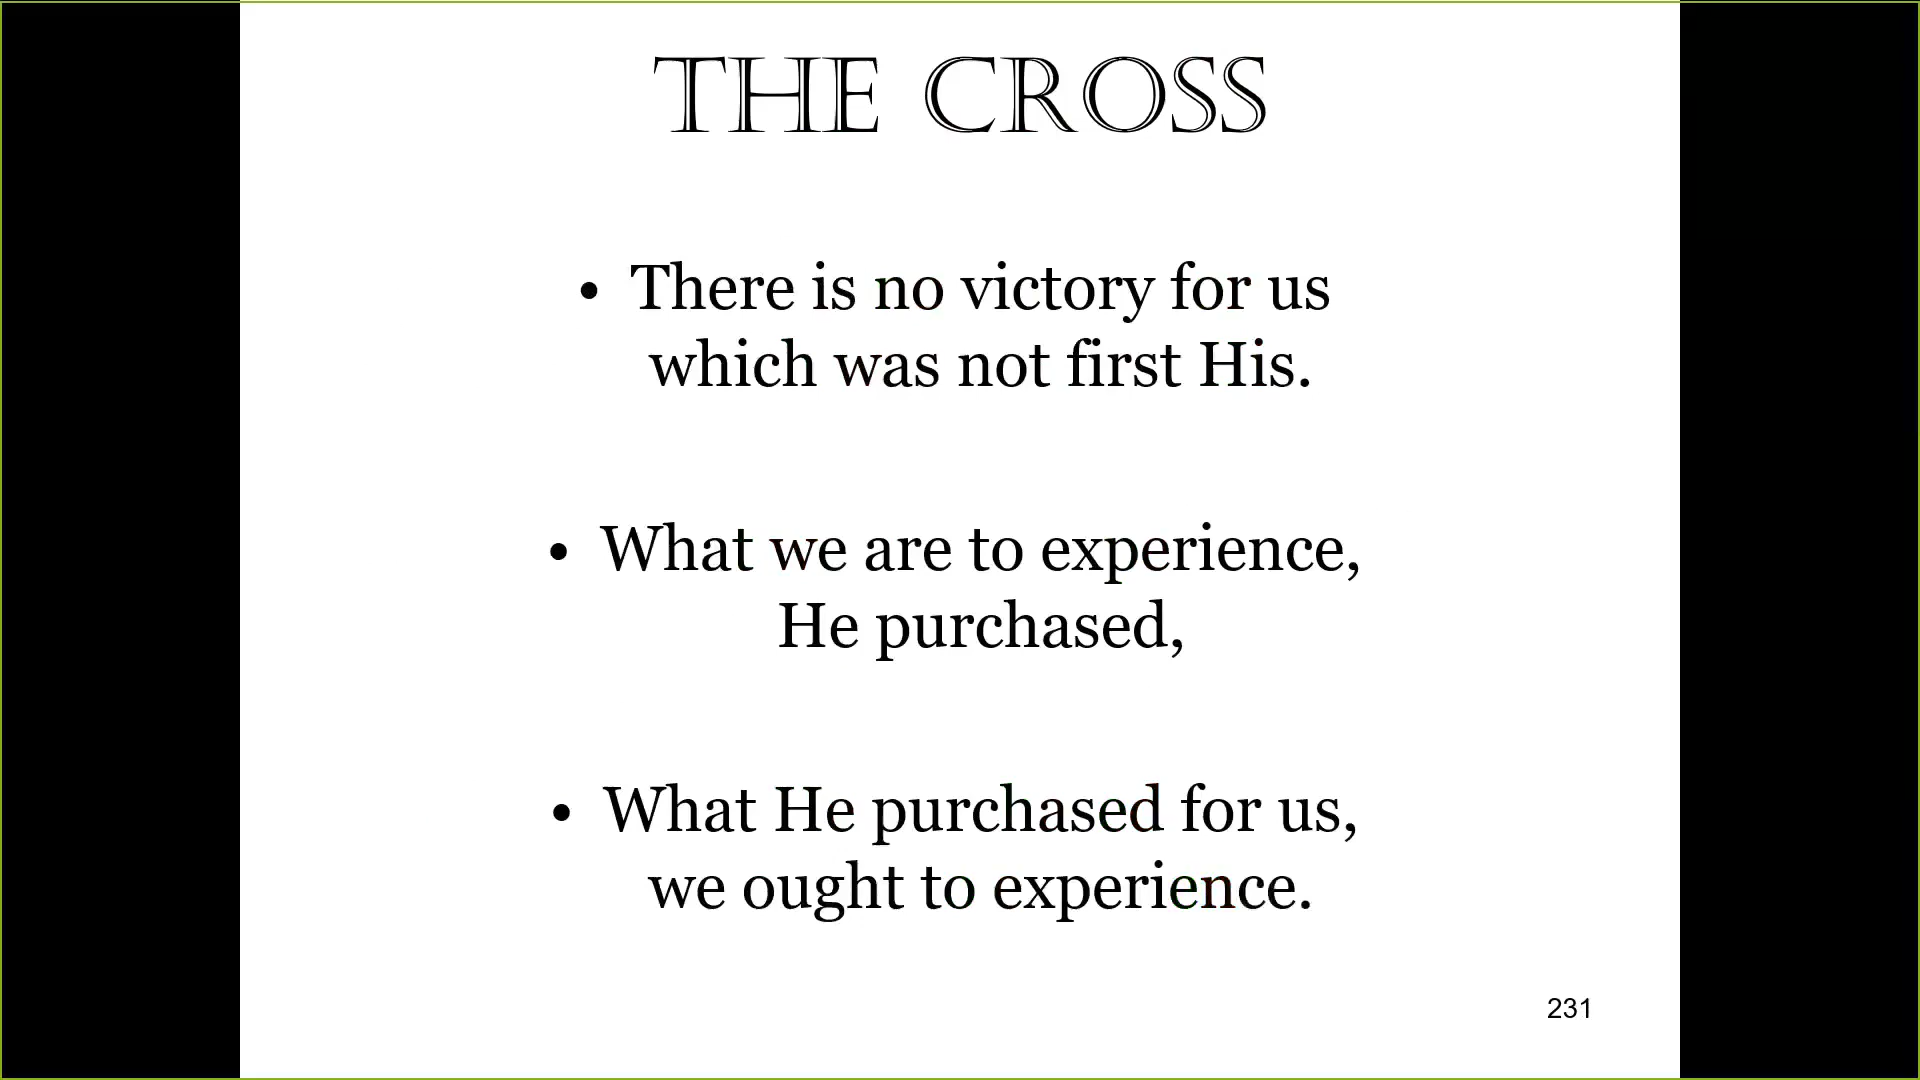 THE CROSS
• There is no victory for us
which was not first His.
• What we are to experience,
He purchased,
• What He purchased for us,
we ought to experience.
231